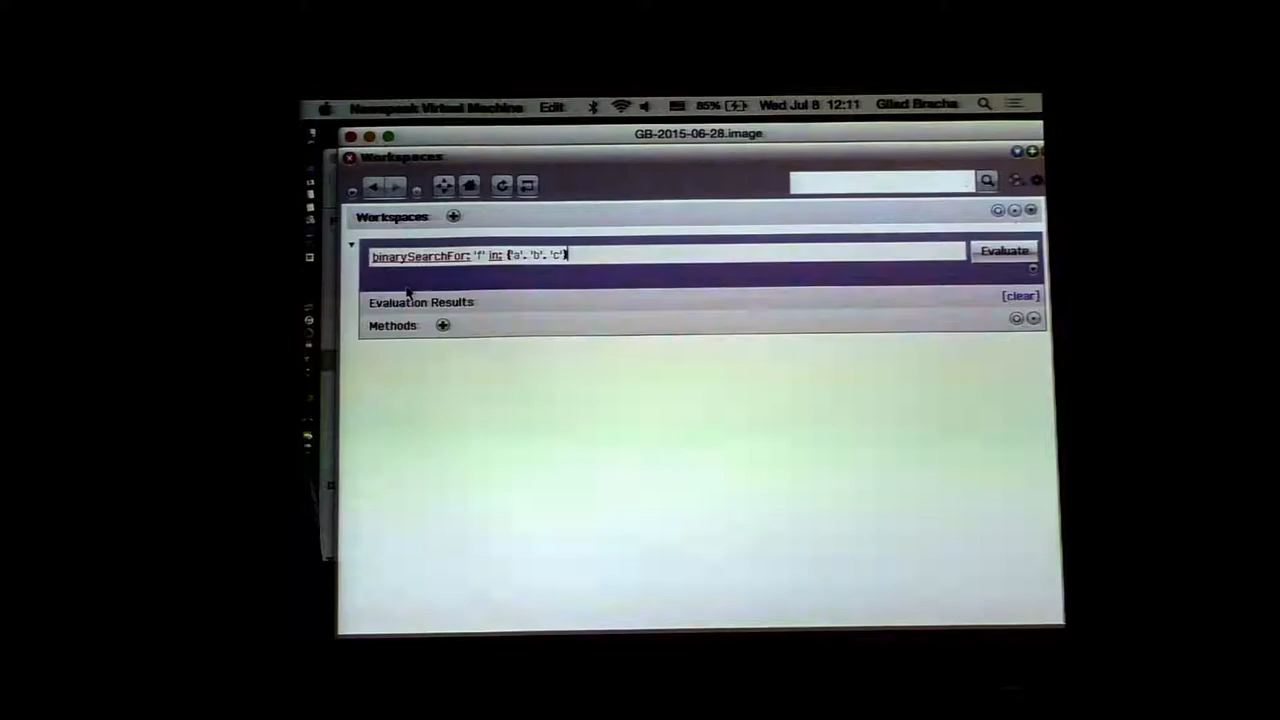 Newspeak Virtual Machine Edit 85% Wed Jul 8 12:11 Gilad Bracha
GB-2015-06-28.image
Workspaces
Workspaces
binarySearchFor: 'f' in: {'a'. 'b'. 'c'}
Evaluate
Evaluation Results
[clear]
Methods